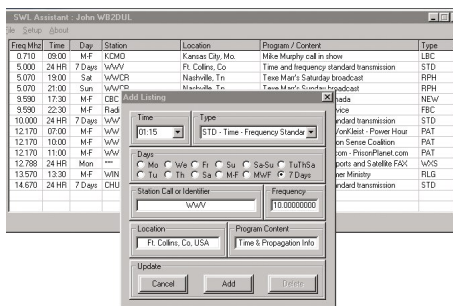 SWL Assistant : John WB2DUL
File Setup About
Freq Mhz Time Day Station Location Program / Content Type
0.710 09:00 M-F KCMO Kansas City, Mo. Mike Murphy call in show LBC
5.000 24 HR 7 Days WWV Ft. Collins, Co Time and frequency standard transmission STD
5.070 19:00 Sat WWCR Nashville, Tn Texe Marr's Saturday broadcast RPH
5.070 21:00 Sun WWCR Nashville, Tn Texe Marr's Sunday broadcast RPH
9.590 17:30 M-F CBC nada NEW
9.590 22:30 M-F Radi vice FBC
10.000 24 HR 7 Days WWV ndard transmission STD
12.170 07:00 M-F WW VonKleist - Power Hour PAT
12.170 10:00 M-F WW on Sense Coalition PAT
12.170 11:00 M-F WW com - PrisonPlanet.com PAT
12.788 24 HR Mon *** ports and Satellite FAX WXS
13.570 13:30 M-F WIN mer Ministry RLG
14.670 24 HR 7 Days CHU ndard transmission STD
Add Listing
Time Type
01:15 STD - Time - Frequency Standar
Days
Mo We Fr Su Sa-Su TuThSa
Tu Th Sa M-F MWF 7 Days
Station Call or Identifier Frequency
WWV 10.00000000
Location Program Content
Ft. Collins, Co, USA Time & Propagation Info
Update
Cancel Add Delete